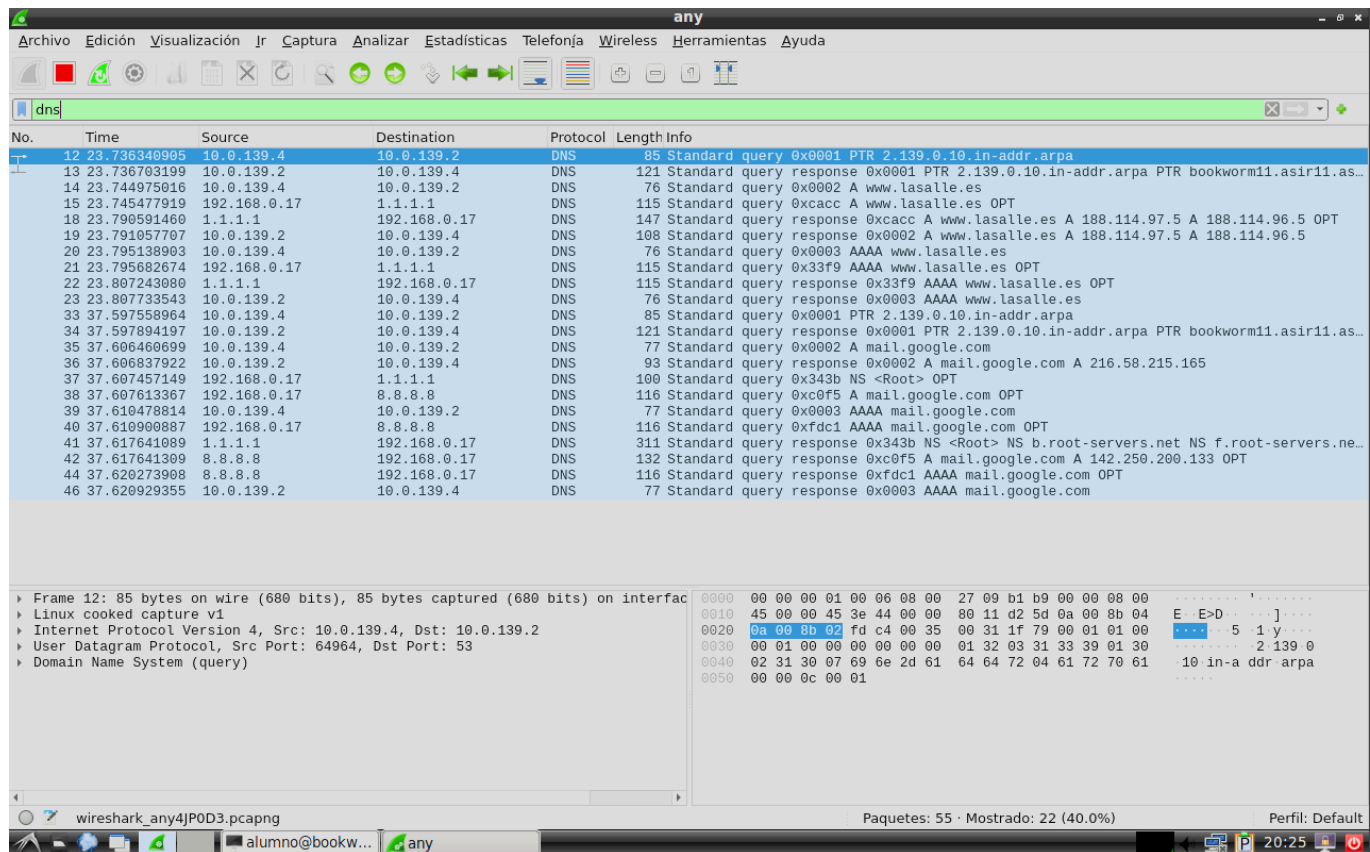 any
Archivo Edición Visualización Ir Captura Analizar Estadísticas Telefonía Wireless Herramientas Ayuda
dns
No. Time Source Destination Protocol Length Info
12 23.736340905 10.0.139.4 10.0.139.2 DNS 85 Standard query 0x0001 PTR 2.139.0.10.in-addr.arpa
13 23.736703199 10.0.139.2 10.0.139.4 DNS 121 Standard query response 0x0001 PTR 2.139.0.10.in-addr.arpa PTR bookworm11.asir11.as…
14 23.744975016 10.0.139.4 10.0.139.2 DNS 76 Standard query 0x0002 A www.lasalle.es
15 23.745477919 192.168.0.17 1.1.1.1 DNS 115 Standard query 0xcacc A www.lasalle.es OPT
18 23.790591460 1.1.1.1 192.168.0.17 DNS 147 Standard query response 0xcacc A www.lasalle.es A 188.114.97.5 A 188.114.96.5 OPT
19 23.791057707 10.0.139.2 10.0.139.4 DNS 108 Standard query response 0x0002 A www.lasalle.es A 188.114.97.5 A 188.114.96.5
20 23.795138903 10.0.139.4 10.0.139.2 DNS 76 Standard query 0x0003 AAAA www.lasalle.es
21 23.795682674 192.168.0.17 1.1.1.1 DNS 115 Standard query 0x33f9 AAAA www.lasalle.es OPT
22 23.807243080 1.1.1.1 192.168.0.17 DNS 115 Standard query response 0x33f9 AAAA www.lasalle.es OPT
23 23.807733543 10.0.139.2 10.0.139.4 DNS 76 Standard query response 0x0003 AAAA www.lasalle.es
33 37.597558964 10.0.139.4 10.0.139.2 DNS 85 Standard query 0x0001 PTR 2.139.0.10.in-addr.arpa
34 37.597894197 10.0.139.2 10.0.139.4 DNS 121 Standard query response 0x0001 PTR 2.139.0.10.in-addr.arpa PTR bookworm11.asir11.as…
35 37.606460699 10.0.139.4 10.0.139.2 DNS 77 Standard query 0x0002 A mail.google.com
36 37.606837922 10.0.139.2 10.0.139.4 DNS 93 Standard query response 0x0002 A mail.google.com A 216.58.215.165
37 37.607457149 192.168.0.17 1.1.1.1 DNS 100 Standard query 0x343b NS <Root> OPT
38 37.607613367 192.168.0.17 8.8.8.8 DNS 116 Standard query 0xc0f5 A mail.google.com OPT
39 37.610478814 10.0.139.4 10.0.139.2 DNS 77 Standard query 0x0003 AAAA mail.google.com
40 37.610900887 192.168.0.17 8.8.8.8 DNS 116 Standard query 0xfdc1 AAAA mail.google.com OPT
41 37.617641089 1.1.1.1 192.168.0.17 DNS 311 Standard query response 0x343b NS <Root> NS b.root-servers.net NS f.root-servers.ne…
42 37.617641309 8.8.8.8 192.168.0.17 DNS 132 Standard query response 0xc0f5 A mail.google.com A 142.250.200.133 OPT
44 37.620273908 8.8.8.8 192.168.0.17 DNS 116 Standard query response 0xfdc1 AAAA mail.google.com OPT
46 37.620929355 10.0.139.2 10.0.139.4 DNS 77 Standard query response 0x0003 AAAA mail.google.com
Frame 12: 85 bytes on wire (680 bits), 85 bytes captured (680 bits) on interfac
Linux cooked capture v1
Internet Protocol Version 4, Src: 10.0.139.4, Dst: 10.0.139.2
User Datagram Protocol, Src Port: 64964, Dst Port: 53
Domain Name System (query)
0000 00 00 00 01 00 06 08 00 27 09 b1 b9 00 00 08 00 ········ '·······
0010 45 00 00 45 3e 44 00 00 80 11 d2 5d 0a 00 8b 04 E··E>D·· ···]····
0020 0a 00 8b 02 fd c4 00 35 00 31 1f 79 00 01 01 00 ·······5 ·1·y····
0030 00 01 00 00 00 00 00 00 01 32 03 31 33 39 01 30 ········ ·2·139·0
0040 02 31 30 07 69 6e 2d 61 64 64 72 04 61 72 70 61 ·10·in-a ddr·arpa
0050 00 00 0c 00 01 ·····
wireshark_any4JP0D3.pcapng
Paquetes: 55 · Mostrado: 22 (40.0%)
Perfil: Default
alumno@bookw...
any
20:25